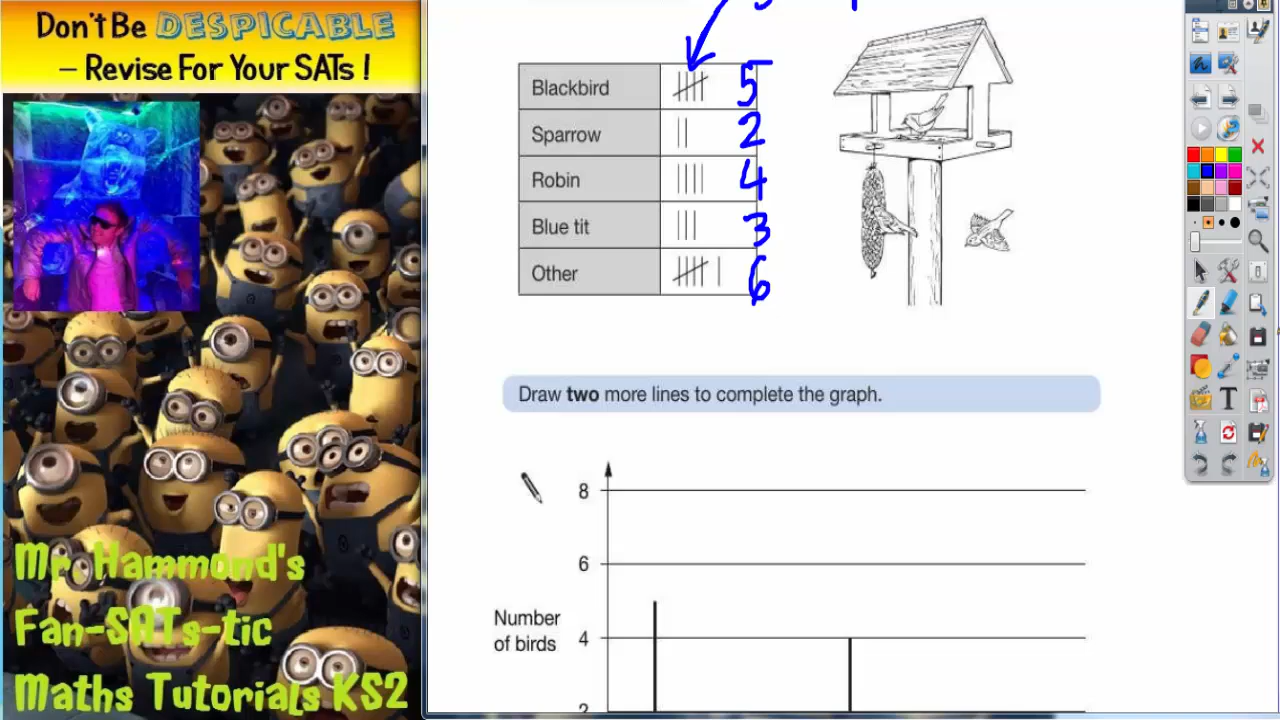 Don't Be DESPICABLE
– Revise For Your SATs !
Blackbird 5
Sparrow 2
Robin 4
Blue tit 3
Other 6
Draw two more lines to complete the graph.
8
6
Number
of birds 4
2
Mr. Hammond's
Fan-SATs-tic
Maths Tutorials KS2